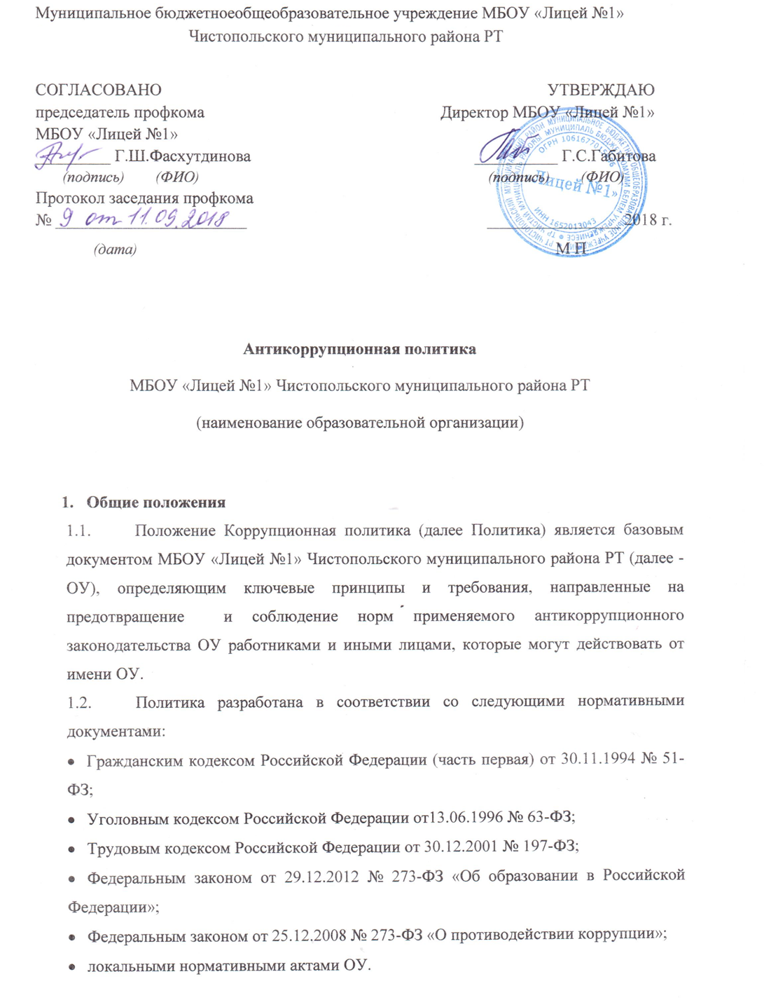 Муниципальное бюджетноеобщеобразовательное учреждение МБОУ «Лицей №1»
Чистопольского муниципального района РТ
СОГЛАСОВАНО
председатель профкома
МБОУ «Лицей №1»
__________ Г.Ш.Фасхутдинова
(подпись) (ФИО)
Протокол заседания профкома
№ 9 от 11.09.2018
(дата)
УТВЕРЖДАЮ
Директор МБОУ «Лицей №1»
__________ Г.С.Габитова
(подпись) (ФИО)
2018 г.
М П
«Лицей №1»
ИНН 1652013043
Антикоррупционная политика
МБОУ «Лицей №1» Чистопольского муниципального района РТ
(наименование образовательной организации)
1. Общие положения
1.1. Положение Коррупционная политика (далее Политика) является базовым
документом МБОУ «Лицей №1» Чистопольского муниципального района РТ (далее -
ОУ), определяющим ключевые принципы и требования, направленные на
предотвращение и соблюдение норм применяемого антикоррупционного
законодательства ОУ работниками и иными лицами, которые могут действовать от
имени ОУ.
1.2. Политика разработана в соответствии со следующими нормативными
документами:
• Гражданским кодексом Российской Федерации (часть первая) от 30.11.1994 № 51-
ФЗ;
• Уголовным кодексом Российской Федерации от13.06.1996 № 63-ФЗ;
• Трудовым кодексом Российской Федерации от 30.12.2001 № 197-ФЗ;
• Федеральным законом от 29.12.2012 № 273-ФЗ «Об образовании в Российской
Федерации»;
• Федеральным законом от 25.12.2008 № 273-ФЗ «О противодействии коррупции»;
• локальными нормативными актами ОУ.